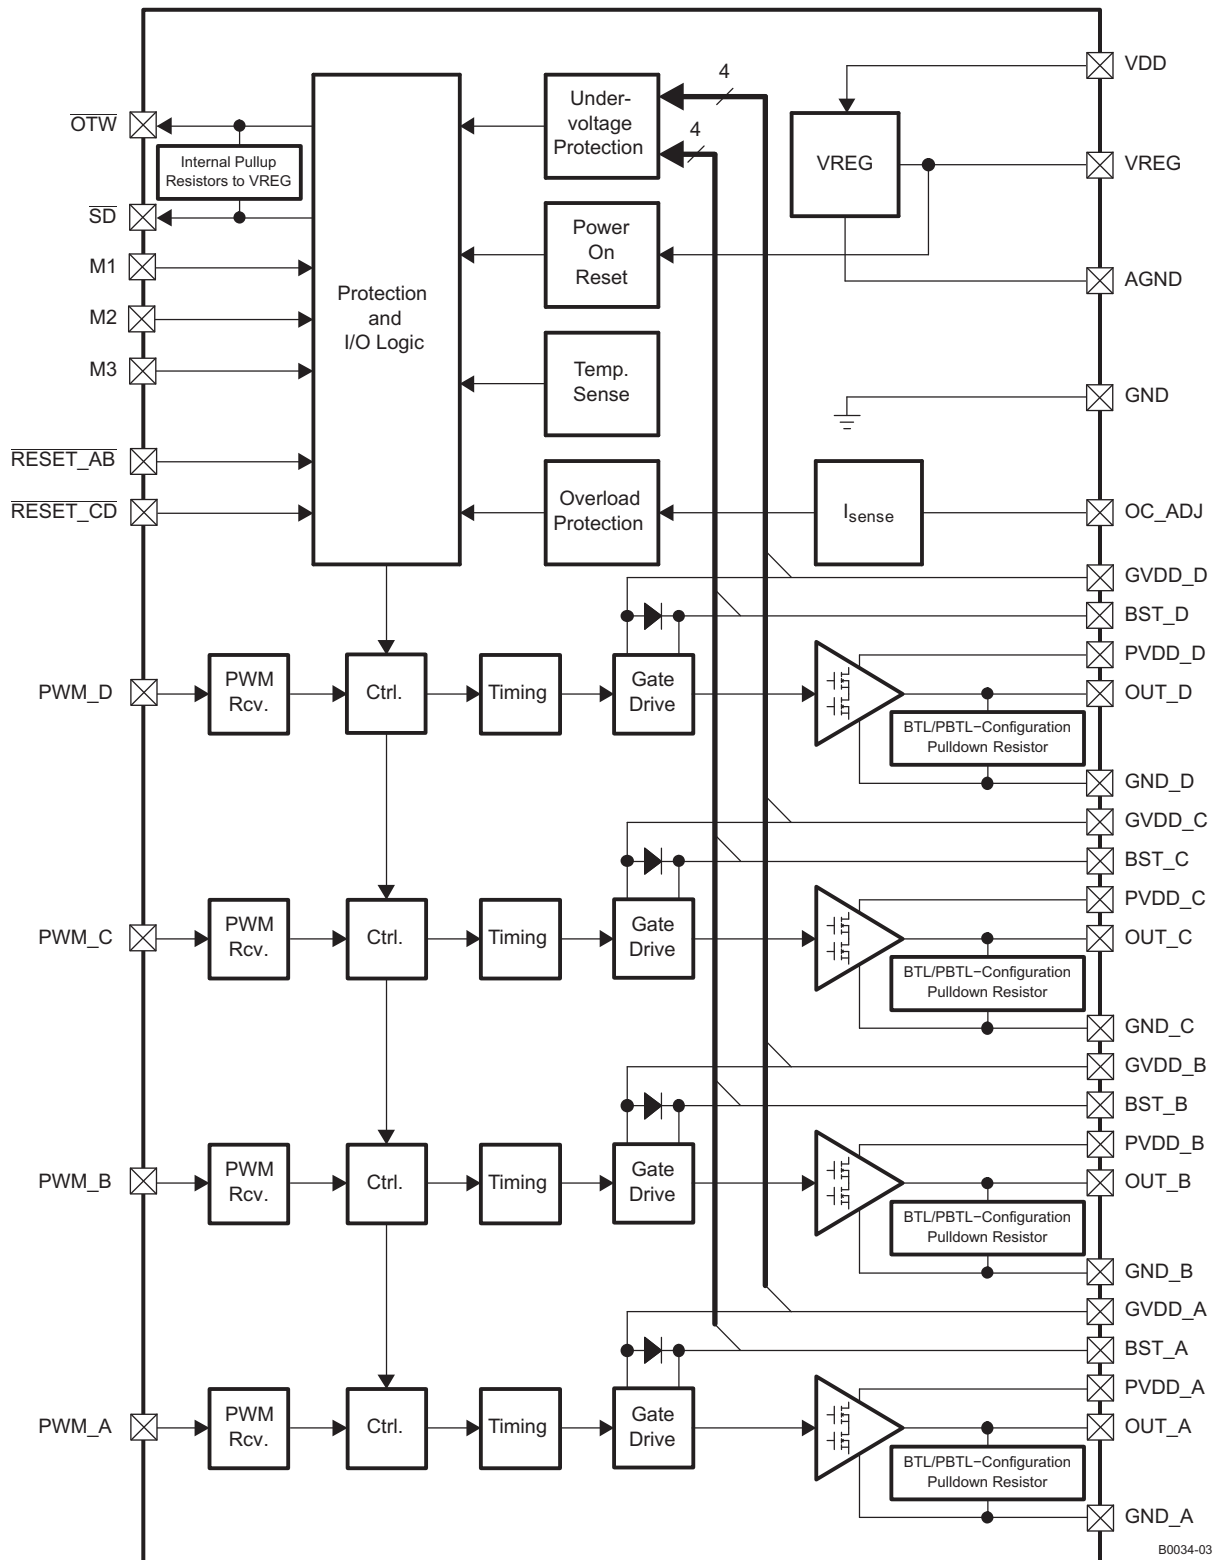 4
VDD
Under-
voltage
Protection
OTW
4
Internal Pullup
Resistors to VREG
VREG
VREG
SD
Power
On
Reset
M1
AGND
Protection
and
I/O Logic
M2
M3
Temp.
Sense
GND
RESET_AB
RESET_CD
Overload
Protection
Isense
OC_ADJ
GVDD_D
BST_D
PVDD_D
PWM_D
PWM
Rcv.
Ctrl.
Timing
Gate
Drive
OUT_D
BTL/PBTL−Configuration
Pulldown Resistor
GND_D
GVDD_C
BST_C
PVDD_C
PWM_C
PWM
Rcv.
Ctrl.
Timing
Gate
Drive
OUT_C
BTL/PBTL−Configuration
Pulldown Resistor
GND_C
GVDD_B
BST_B
PVDD_B
PWM_B
PWM
Rcv.
Ctrl.
Timing
Gate
Drive
OUT_B
BTL/PBTL−Configuration
Pulldown Resistor
GND_B
GVDD_A
BST_A
PVDD_A
PWM_A
PWM
Rcv.
Ctrl.
Timing
Gate
Drive
OUT_A
BTL/PBTL−Configuration
Pulldown Resistor
GND_A
B0034-03